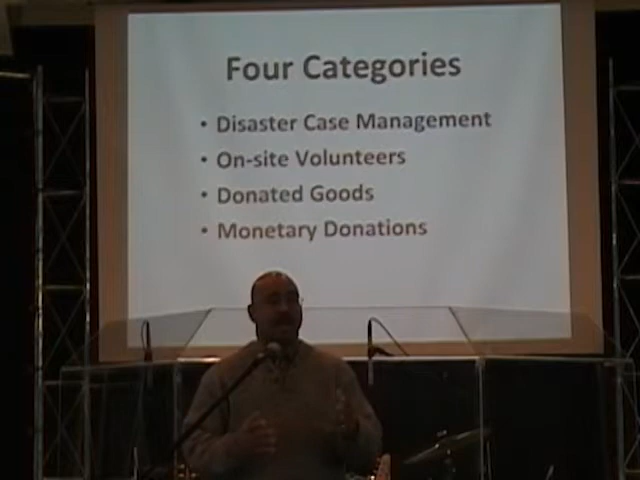 Four Categories
• Disaster Case Management
• On-site Volunteers
• Donated Goods
• Monetary Donations